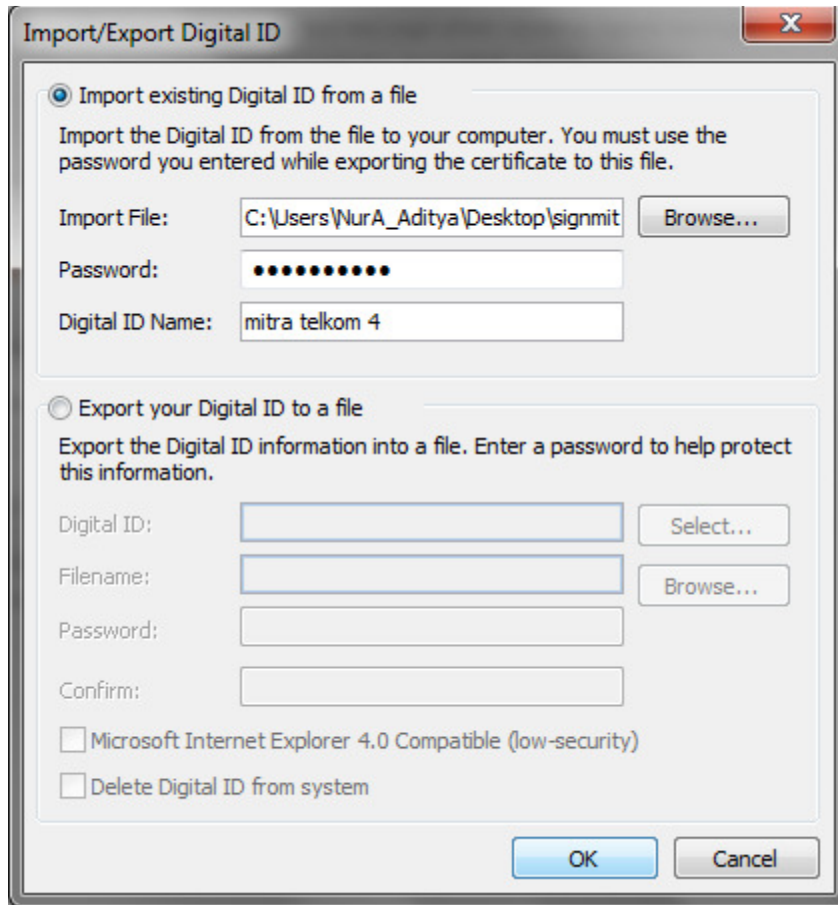 Import/Export Digital ID
Import existing Digital ID from a file
Import the Digital ID from the file to your computer. You must use the
password you entered while exporting the certificate to this file.
Import File: C:\Users\NurA_Aditya\Desktop\signmit Browse...
Password: ●●●●●●●●●●
Digital ID Name: mitra telkom 4
Export your Digital ID to a file
Export the Digital ID information into a file. Enter a password to help protect
this information.
Digital ID: Select...
Filename: Browse...
Password:
Confirm:
Microsoft Internet Explorer 4.0 Compatible (low-security)
Delete Digital ID from system
OK Cancel